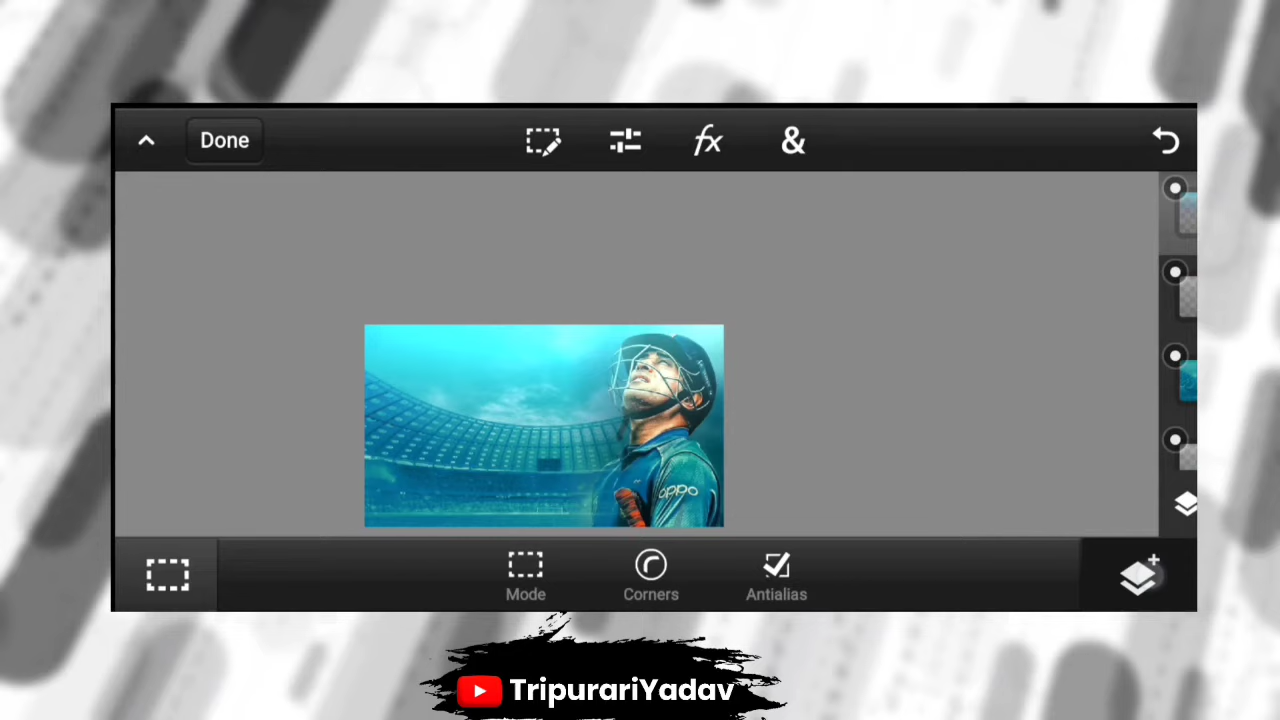 Done
fx
&
oppo
Mode
Corners
Antialias
TripurariYadav